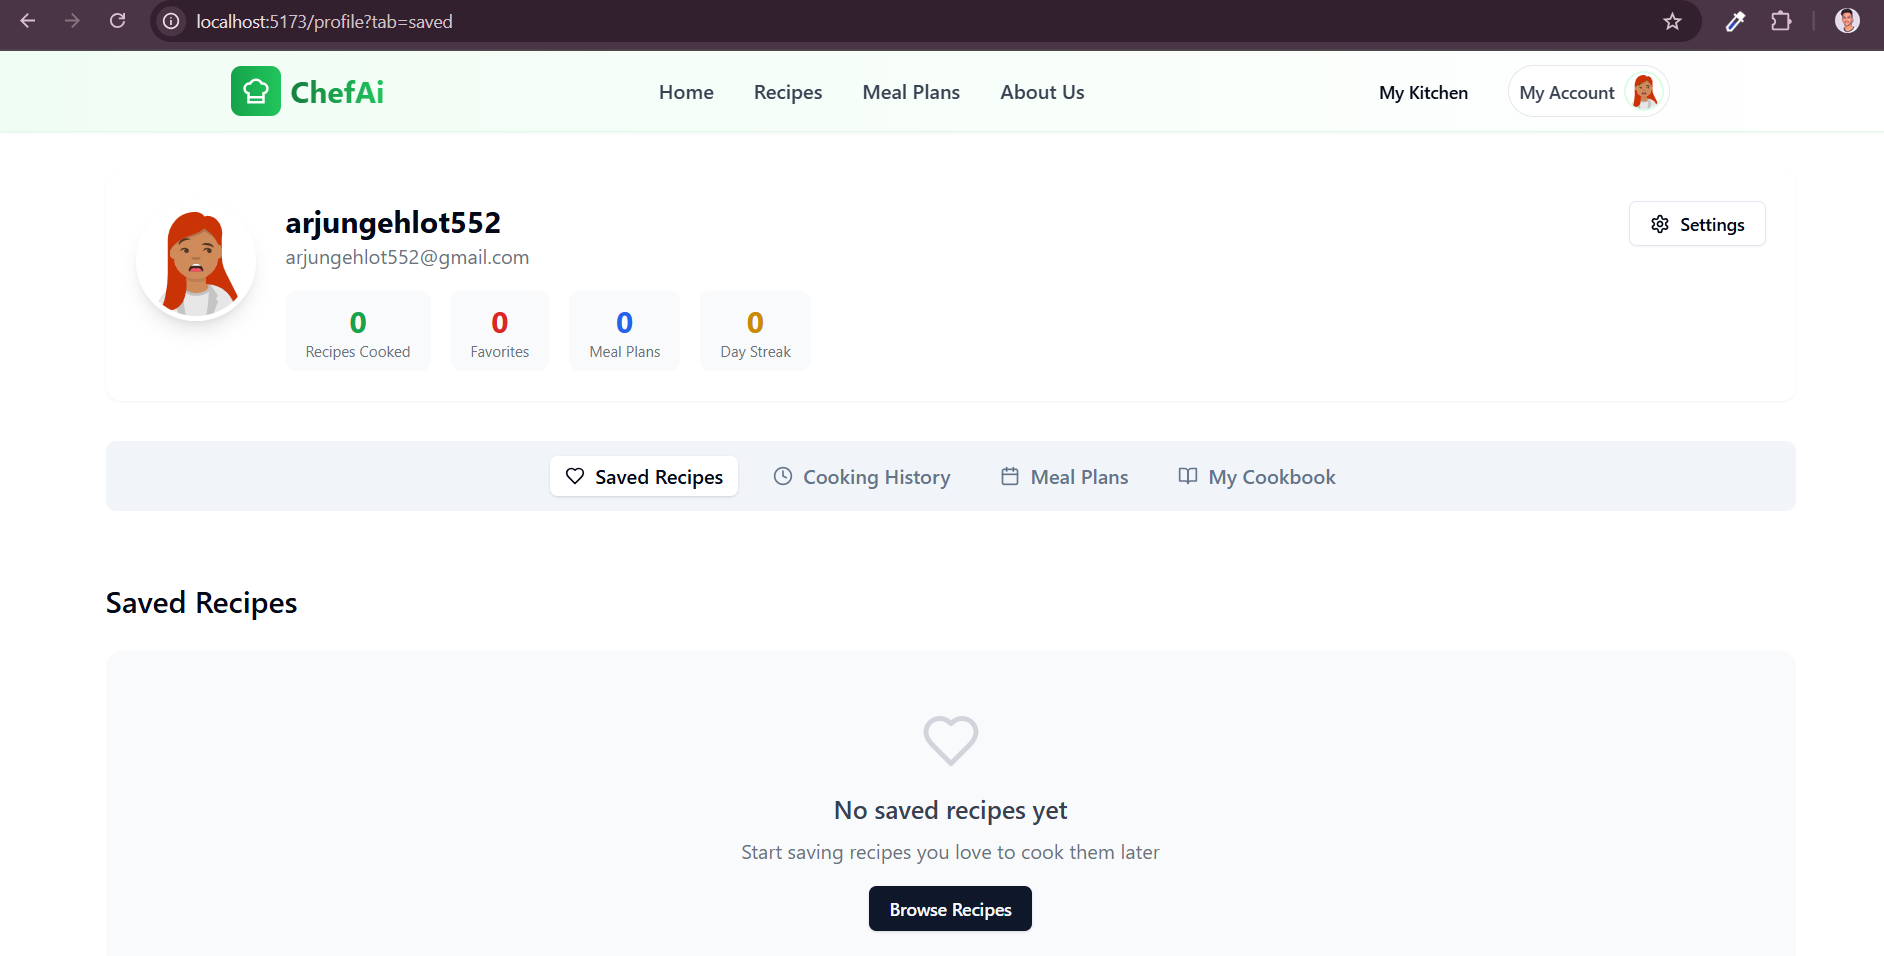 localhost:5173/profile?tab=saved
ChefAi
Home Recipes Meal Plans About Us My Kitchen My Account
arjungehlot552
Settings
arjungehlot552@gmail.com
0 0 0 0
Recipes Cooked Favorites Meal Plans Day Streak
Saved Recipes Cooking History Meal Plans My Cookbook
Saved Recipes
No saved recipes yet
Start saving recipes you love to cook them later
Browse Recipes